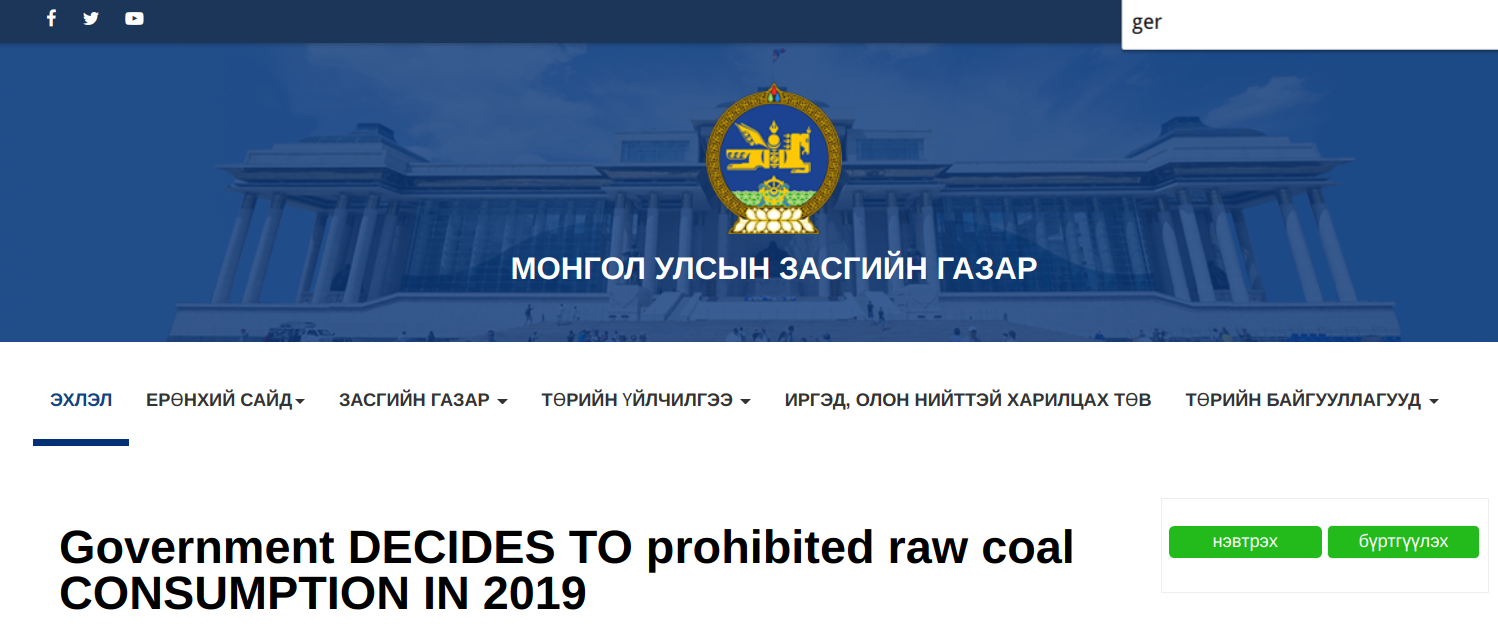 ger
МОНГОЛ УЛСЫН ЗАСГИЙН ГАЗАР
ЭХЛЭЛ
ЕРӨНХИЙ САЙД
ЗАСГИЙН ГАЗАР
ТӨРИЙН ҮЙЛЧИЛГЭЭ
ИРГЭД, ОЛОН НИЙТТЭЙ ХАРИЛЦАХ ТӨВ
ТӨРИЙН БАЙГУУЛЛАГУУД
Government DECIDES TO prohibited raw coal
CONSUMPTION IN 2019
нэвтрэх
бүртгүүлэх